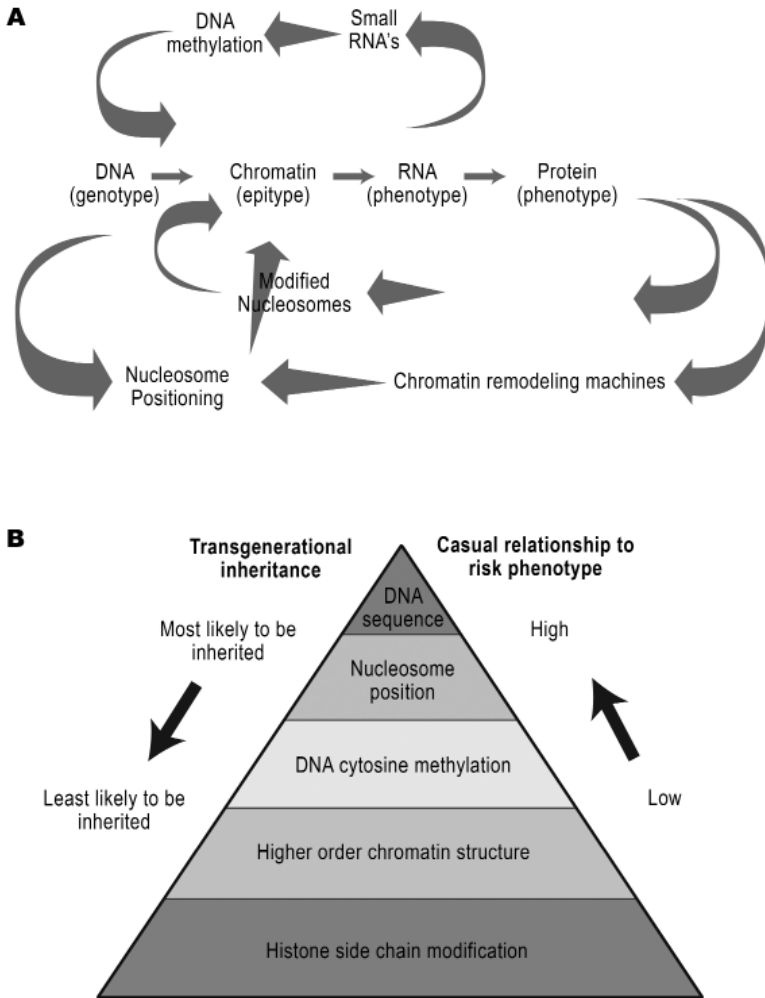 A
DNA
methylation
Small
RNA's
DNA
(genotype)
Chromatin
(epitype)
RNA
(phenotype)
Protein
(phenotype)
Modified
Nucleosomes
Nucleosome
Positioning
Chromatin remodeling machines
B
Transgenerational
inheritance
Casual relationship to
risk phenotype
Most likely to be
inherited
Least likely to be
inherited
DNA
sequence
Nucleosome
position
DNA cytosine methylation
Higher order chromatin structure
Histone side chain modification
High
Low